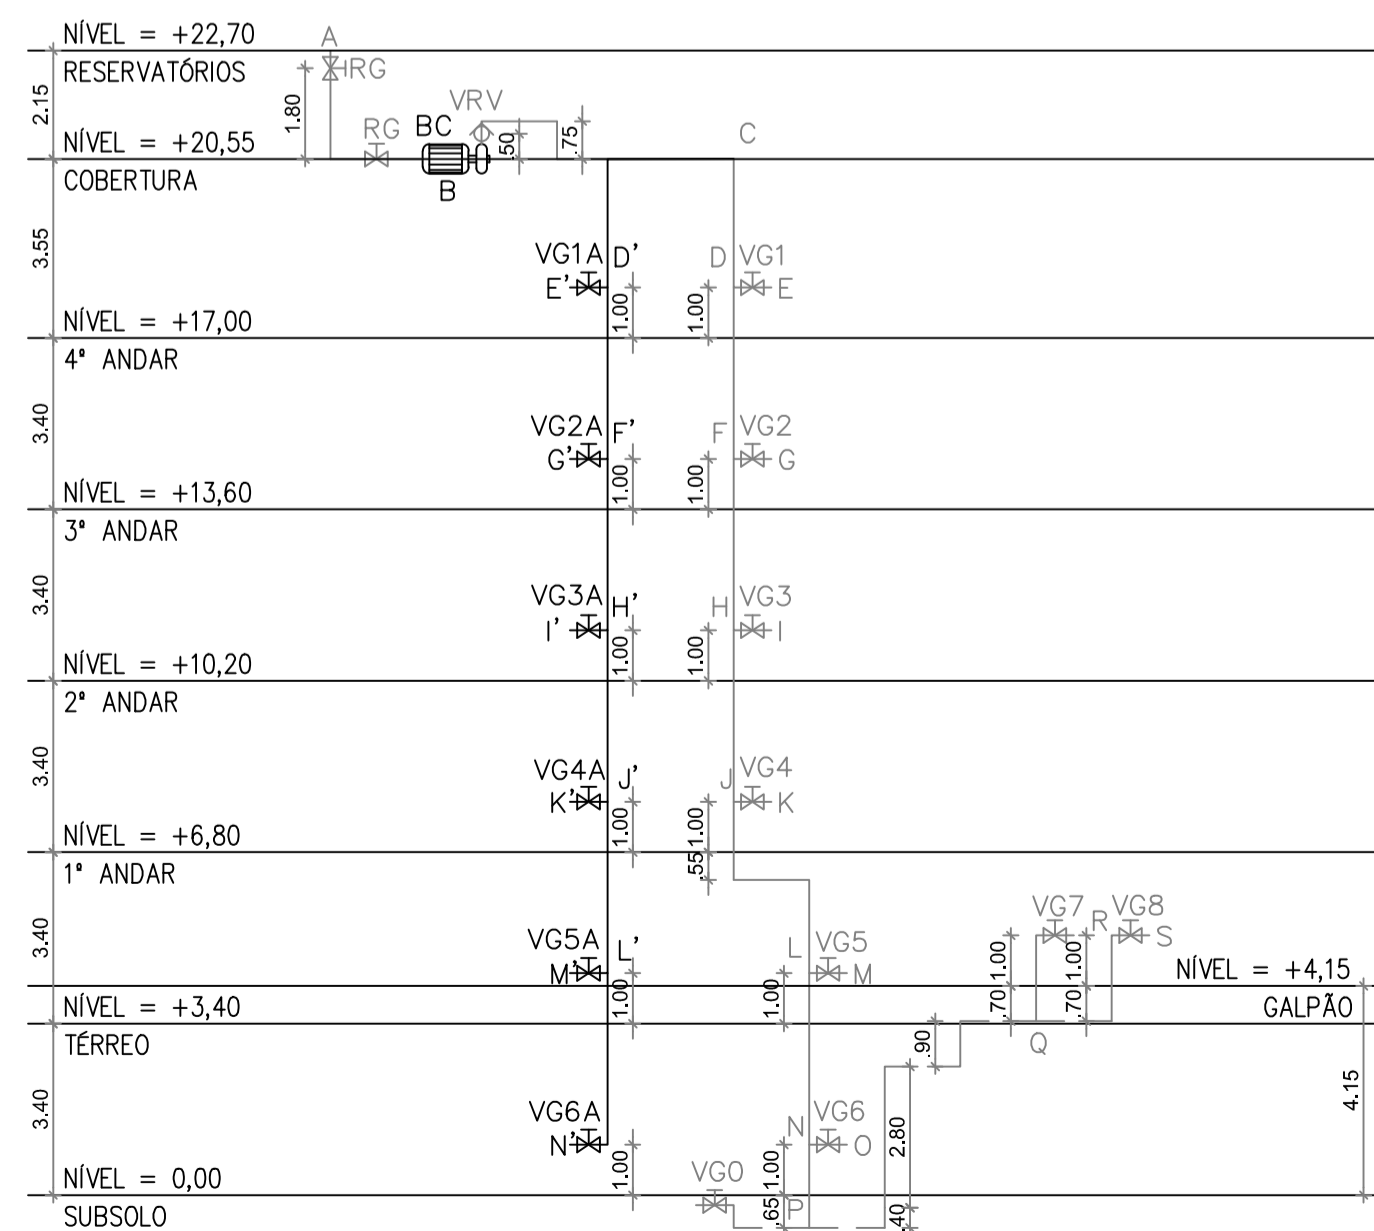 NÍVEL = +22,70
A
RESERVATÓRIOS
RG
2.15
1.80
VRV
RG
BC
.50
.75
C
NÍVEL = +20,55
COBERTURA
B
3.55
VG1A
D'
D
VG1
E'
E
1.00
1.00
NÍVEL = +17,00
4º ANDAR
3.40
VG2A
F'
F
VG2
G'
G
1.00
1.00
NÍVEL = +13,60
3º ANDAR
3.40
VG3A
H'
H
VG3
I'
I
1.00
1.00
NÍVEL = +10,20
2º ANDAR
3.40
VG4A
J'
J
VG4
K'
K
1.00
1.00
NÍVEL = +6,80
.55
1º ANDAR
3.40
VG7
R
VG8
S
VG5A
L'
L
VG5
M'
M
1.00
1.00
1.00
1.00
NÍVEL = +4,15
.70
.70
NÍVEL = +3,40
GALPÃO
TÉRREO
.90
Q
3.40
4.15
VG6A
N
VG6
N'
O
2.80
1.00
1.00
VG0
NÍVEL = 0,00
SUBSOLO
.65
P
.40